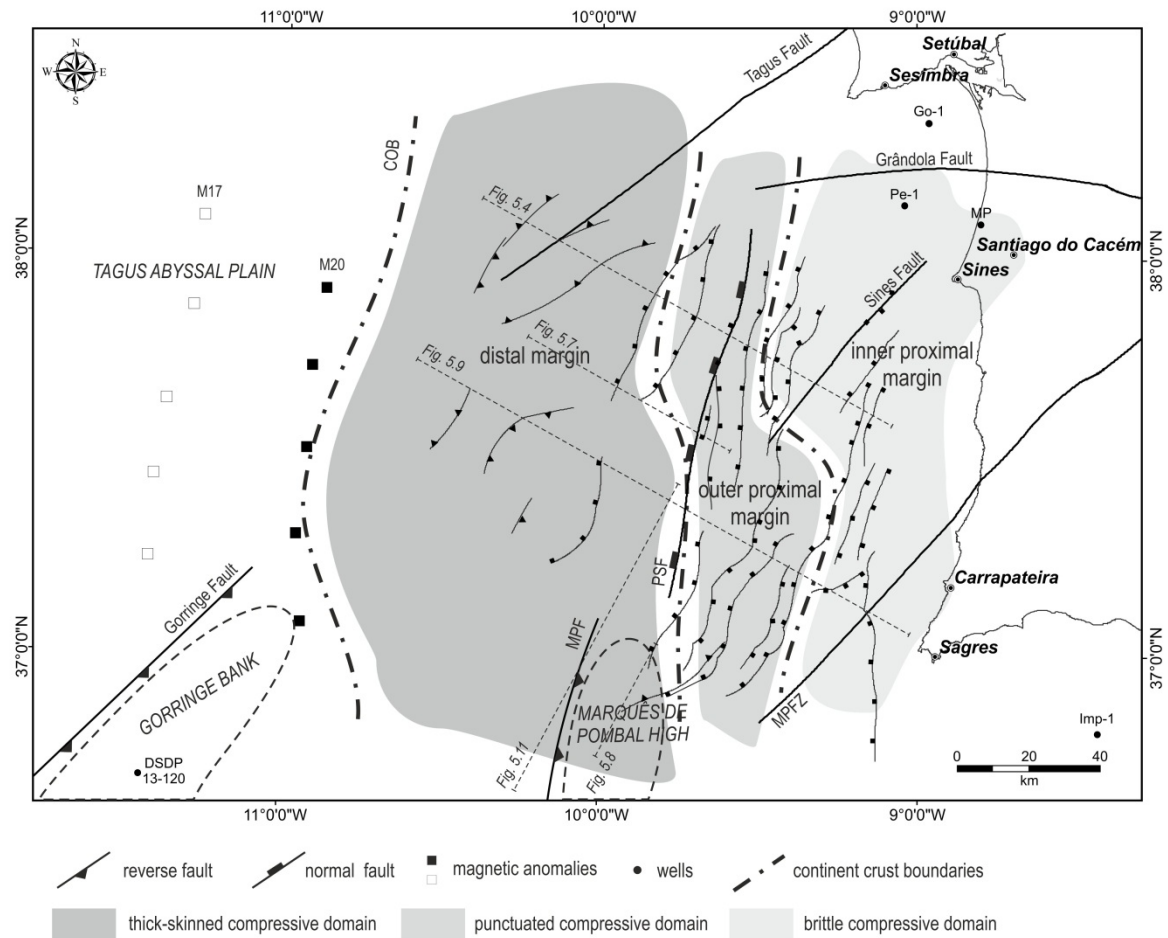 11°0'0"W
10°0'0"W
9°0'0"W
N
W
E
S
Setúbal
Sesimbra
Tagus Fault
Go-1
COB
Grândola Fault
M17
Fig. 5.4
Pe-1
MP
Santiago do Cacém
38°0'0"N
38°0'0"N
TAGUS ABYSSAL PLAIN
M20
Sines
Sines Fault
Fig. 5.7
distal margin
Fig. 5.9
inner proximal
margin
outer proximal
margin
PSF
Gorringe Fault
Carrapateira
MPF
37°0'0"N
37°0'0"N
Sagres
GORRINGE BANK
MARQUÊS DE
POMBAL HIGH
MPFZ
Imp-1
Fig. 5.11
Fig. 5.8
DSDP
13-120
0 20 40
km
11°0'0"W
10°0'0"W
9°0'0"W
reverse fault
normal fault
magnetic anomalies
wells
continent crust boundaries
thick-skinned compressive domain
punctuated compressive domain
brittle compressive domain